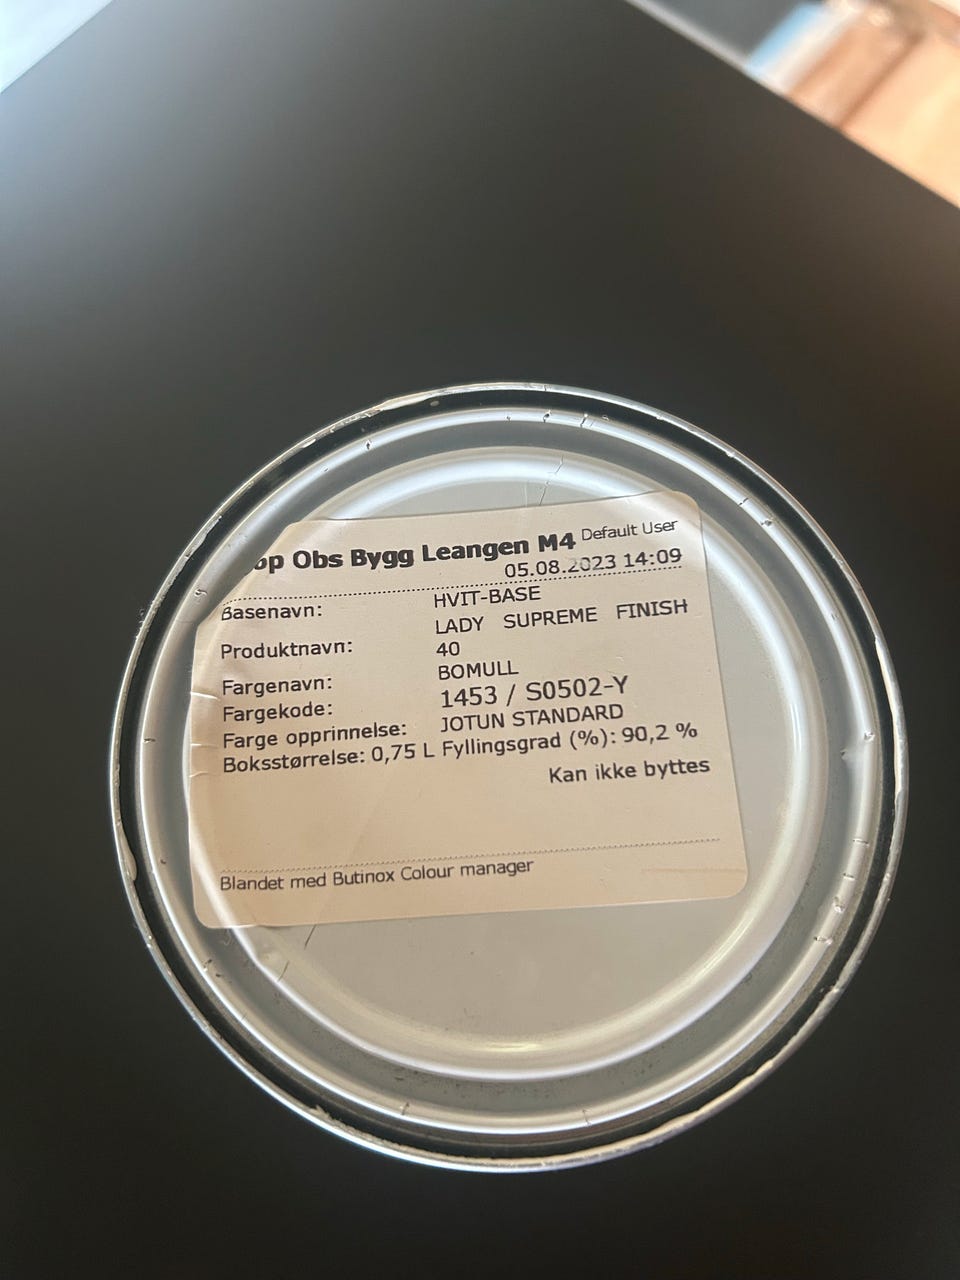 op Obs Bygg Leangen M4 Default User
05.08.2023 14:09
Basenavn: HVIT-BASE
Produktnavn: LADY SUPREME FINISH
40
Fargenavn: BOMULL
Fargekode: 1453 / S0502-Y
Farge opprinnelse: JOTUN STANDARD
Boksstørrelse: 0,75 L Fyllingsgrad (%): 90,2 %
Kan ikke byttes
Blandet med Butinox Colour manager